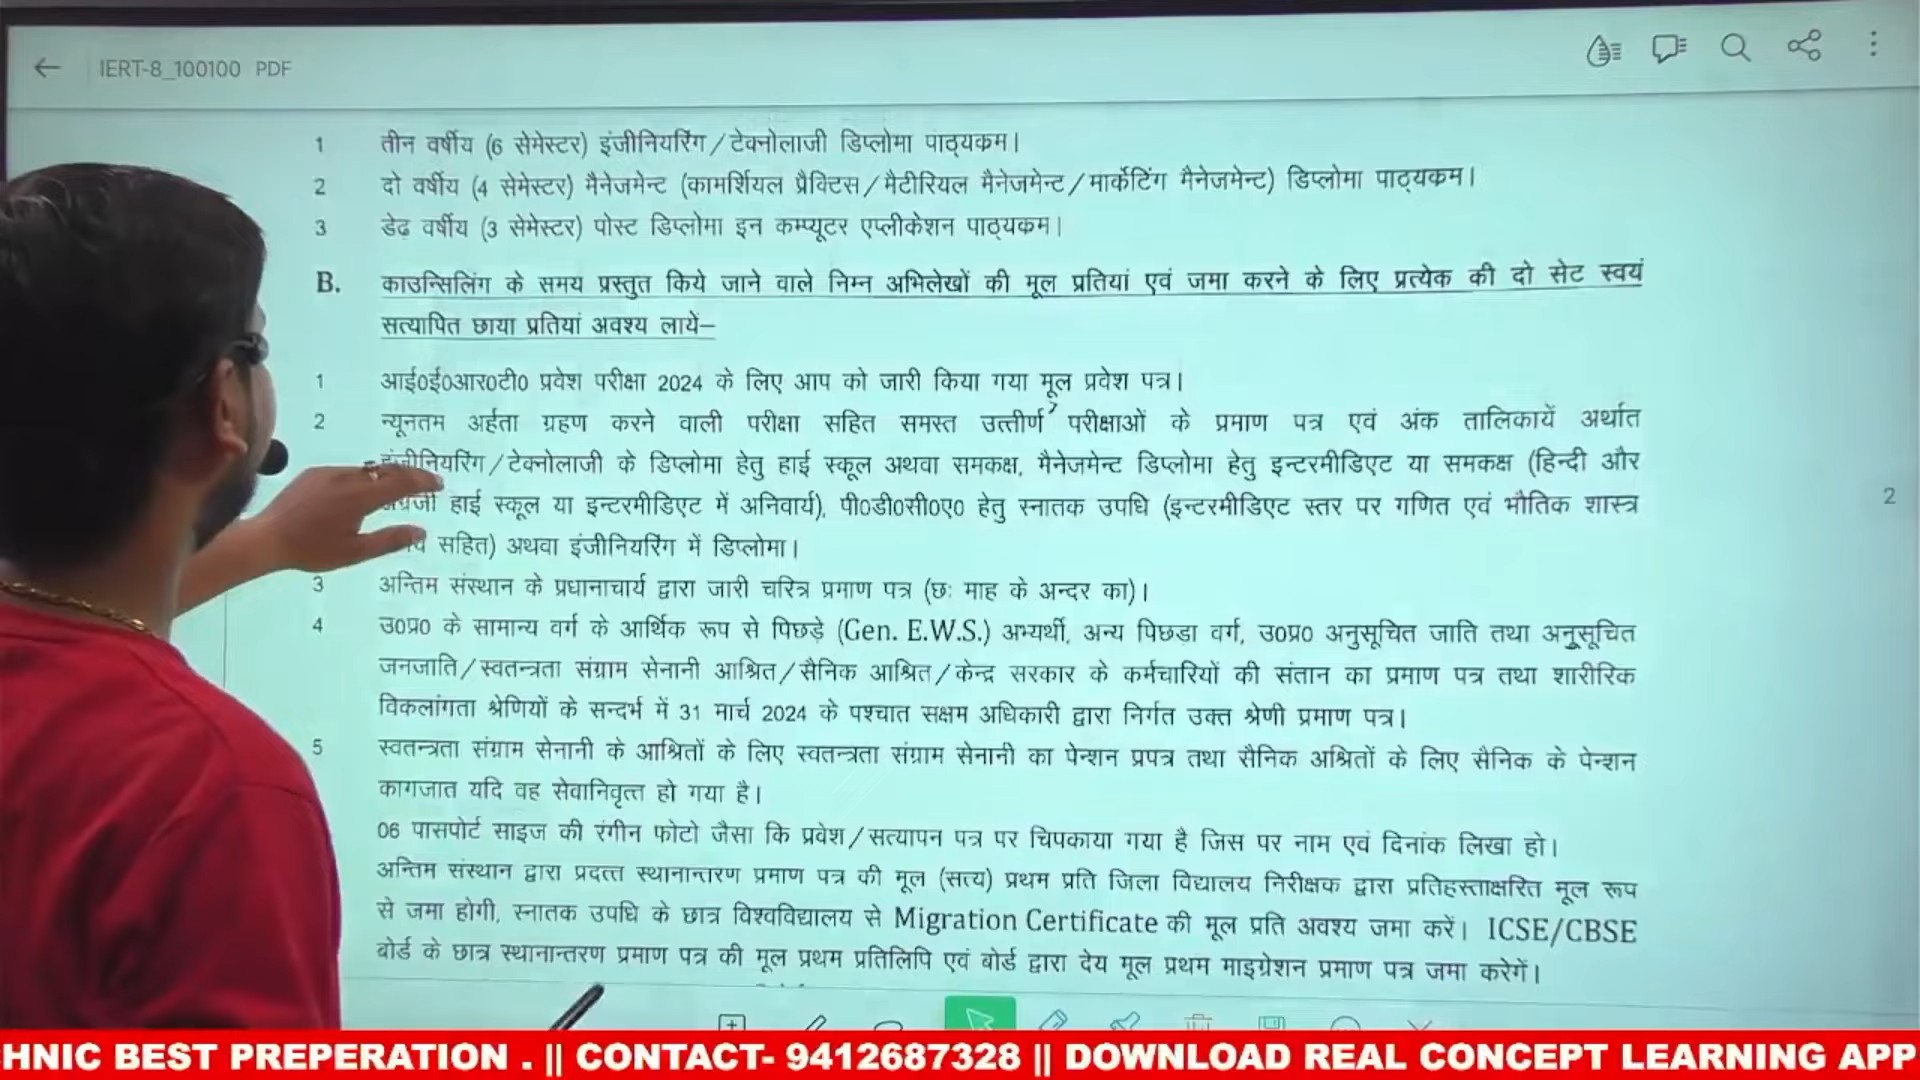 IERT-8_100100 PDF
1 तीन वर्षीय (6 सेमेस्टर) इंजीनियरिंग/टेक्नोलाजी डिप्लोमा पाठ्यक्रम।
2 दो वर्षीय (4 सेमेस्टर) मैनेजमेन्ट (कामर्शियल प्रैक्टिस/मैटीरियल मैनेजमेन्ट/मार्केटिंग मैनेजमेन्ट) डिप्लोमा पाठ्यक्रम।
3 डेढ़ वर्षीय (3 सेमेस्टर) पोस्ट डिप्लोमा इन कम्प्यूटर एप्लीकेशन पाठ्यक्रम।
B. काउन्सिलिंग के समय प्रस्तुत किये जाने वाले निम्न अभिलेखों की मूल प्रतियां एवं जमा करने के लिए प्रत्येक की दो सेट स्वयं
सत्यापित छाया प्रतियां अवश्य लायें–
1 आई०ई०आर०टी० प्रवेश परीक्षा 2024 के लिए आप को जारी किया गया मूल प्रवेश पत्र।
2 न्यूनतम अर्हता ग्रहण करने वाली परीक्षा सहित समस्त उत्तीर्ण परीक्षाओं के प्रमाण पत्र एवं अंक तालिकायें अर्थात
इंजीनियरिंग/टेक्नोलाजी के डिप्लोमा हेतु हाई स्कूल अथवा समकक्ष, मैनेजमेन्ट डिप्लोमा हेतु इन्टरमीडिएट या समकक्ष (हिन्दी और
हाई स्कूल या इन्टरमीडिएट में अनिवार्य), पी०डी०सी०ए० हेतु स्नातक उपधि (इन्टरमीडिएट स्तर पर गणित एवं भौतिक शास्त्र
सहित) अथवा इंजीनियरिंग में डिप्लोमा।
2
3 अन्तिम संस्थान के प्रधानाचार्य द्वारा जारी चरित्र प्रमाण पत्र (छः माह के अन्दर का)।
4 उ०प्र० के सामान्य वर्ग के आर्थिक रूप से पिछड़े (Gen. E.W.S.) अभ्यर्थी, अन्य पिछड़ा वर्ग, उ०प्र० अनुसूचित जाति तथा अनुसूचित
जनजाति/स्वतन्त्रता संग्राम सेनानी आश्रित/सैनिक आश्रित/केन्द्र सरकार के कर्मचारियों की संतान का प्रमाण पत्र तथा शारीरिक
विकलांगता श्रेणियों के सन्दर्भ में 31 मार्च 2024 के पश्चात सक्षम अधिकारी द्वारा निर्गत उक्त श्रेणी प्रमाण पत्र।
5 स्वतन्त्रता संग्राम सेनानी के आश्रितों के लिए स्वतन्त्रता संग्राम सेनानी का पेन्शन प्रपत्र तथा सैनिक अश्रितों के लिए सैनिक के पेन्शन
कागजात यदि वह सेवानिवृत्त हो गया है।
06 पासपोर्ट साइज की रंगीन फोटो जैसा कि प्रवेश/सत्यापन पत्र पर चिपकाया गया है जिस पर नाम एवं दिनांक लिखा हो।
अन्तिम संस्थान द्वारा प्रदत्त स्थानान्तरण प्रमाण पत्र की मूल (सत्य) प्रथम प्रति जिला विद्यालय निरीक्षक द्वारा प्रतिहस्ताक्षरित मूल रूप
से जमा होगी, स्नातक उपधि के छात्र विश्वविद्यालय से Migration Certificate की मूल प्रति अवश्य जमा करें। ICSE/CBSE
बोर्ड के छात्र स्थानान्तरण प्रमाण पत्र की मूल प्रथम प्रतिलिपि एवं बोर्ड द्वारा देय मूल प्रथम माइग्रेशन प्रमाण पत्र जमा करेगें।
HNIC BEST PREPERATION . || CONTACT- 9412687328 || DOWNLOAD REAL CONCEPT LEARNING APP